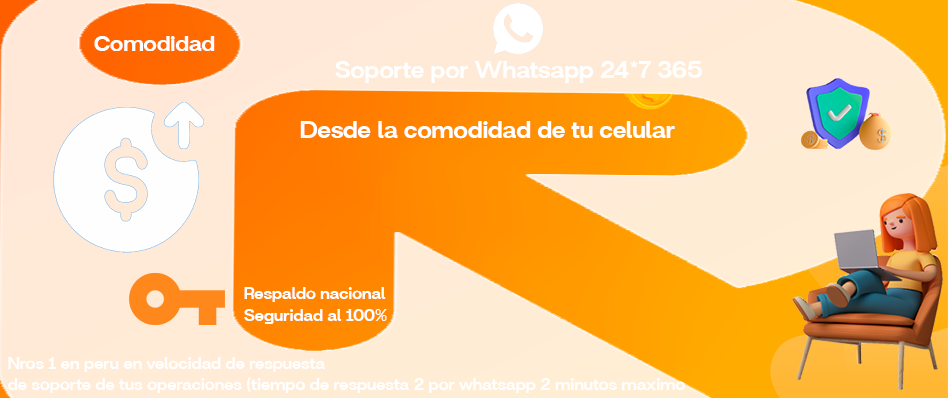 Comodidad
Soporte por Whatsapp 24*7 365
Desde la comodidad de tu celular
$
$
Respaldo nacional
Seguridad al 100%
Nros 1 en peru en velocidad de respuesta
de soporte de tus operaciones (tiempo de respuesta 2 por whatsapp 2 minutos maximo